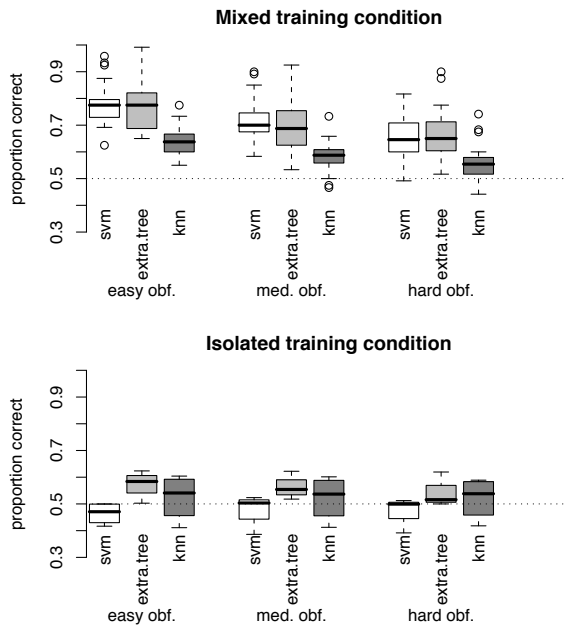 Mixed training condition
proportion correct
0.3 0.5 0.7 0.9
svm extra.tree knn svm extra.tree knn svm extra.tree knn
easy obf. med. obf. hard obf.
Isolated training condition
proportion correct
0.3 0.5 0.7 0.9
svm extra.tree knn svm extra.tree knn svm extra.tree knn
easy obf. med. obf. hard obf.